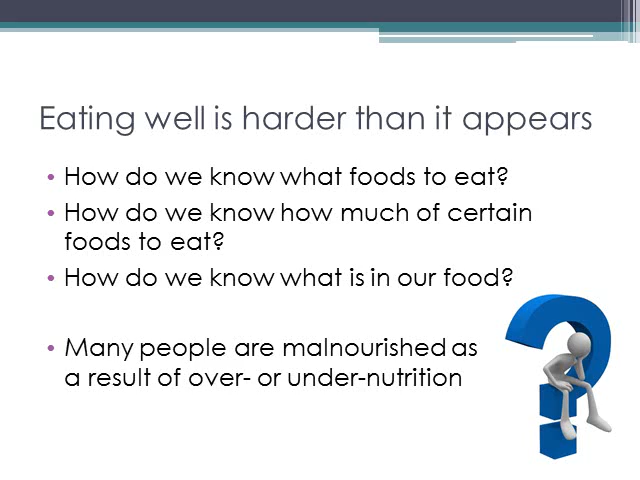 Eating well is harder than it appears
• How do we know what foods to eat?
• How do we know how much of certain
foods to eat?
• How do we know what is in our food?
• Many people are malnourished as
a result of over- or under-nutrition